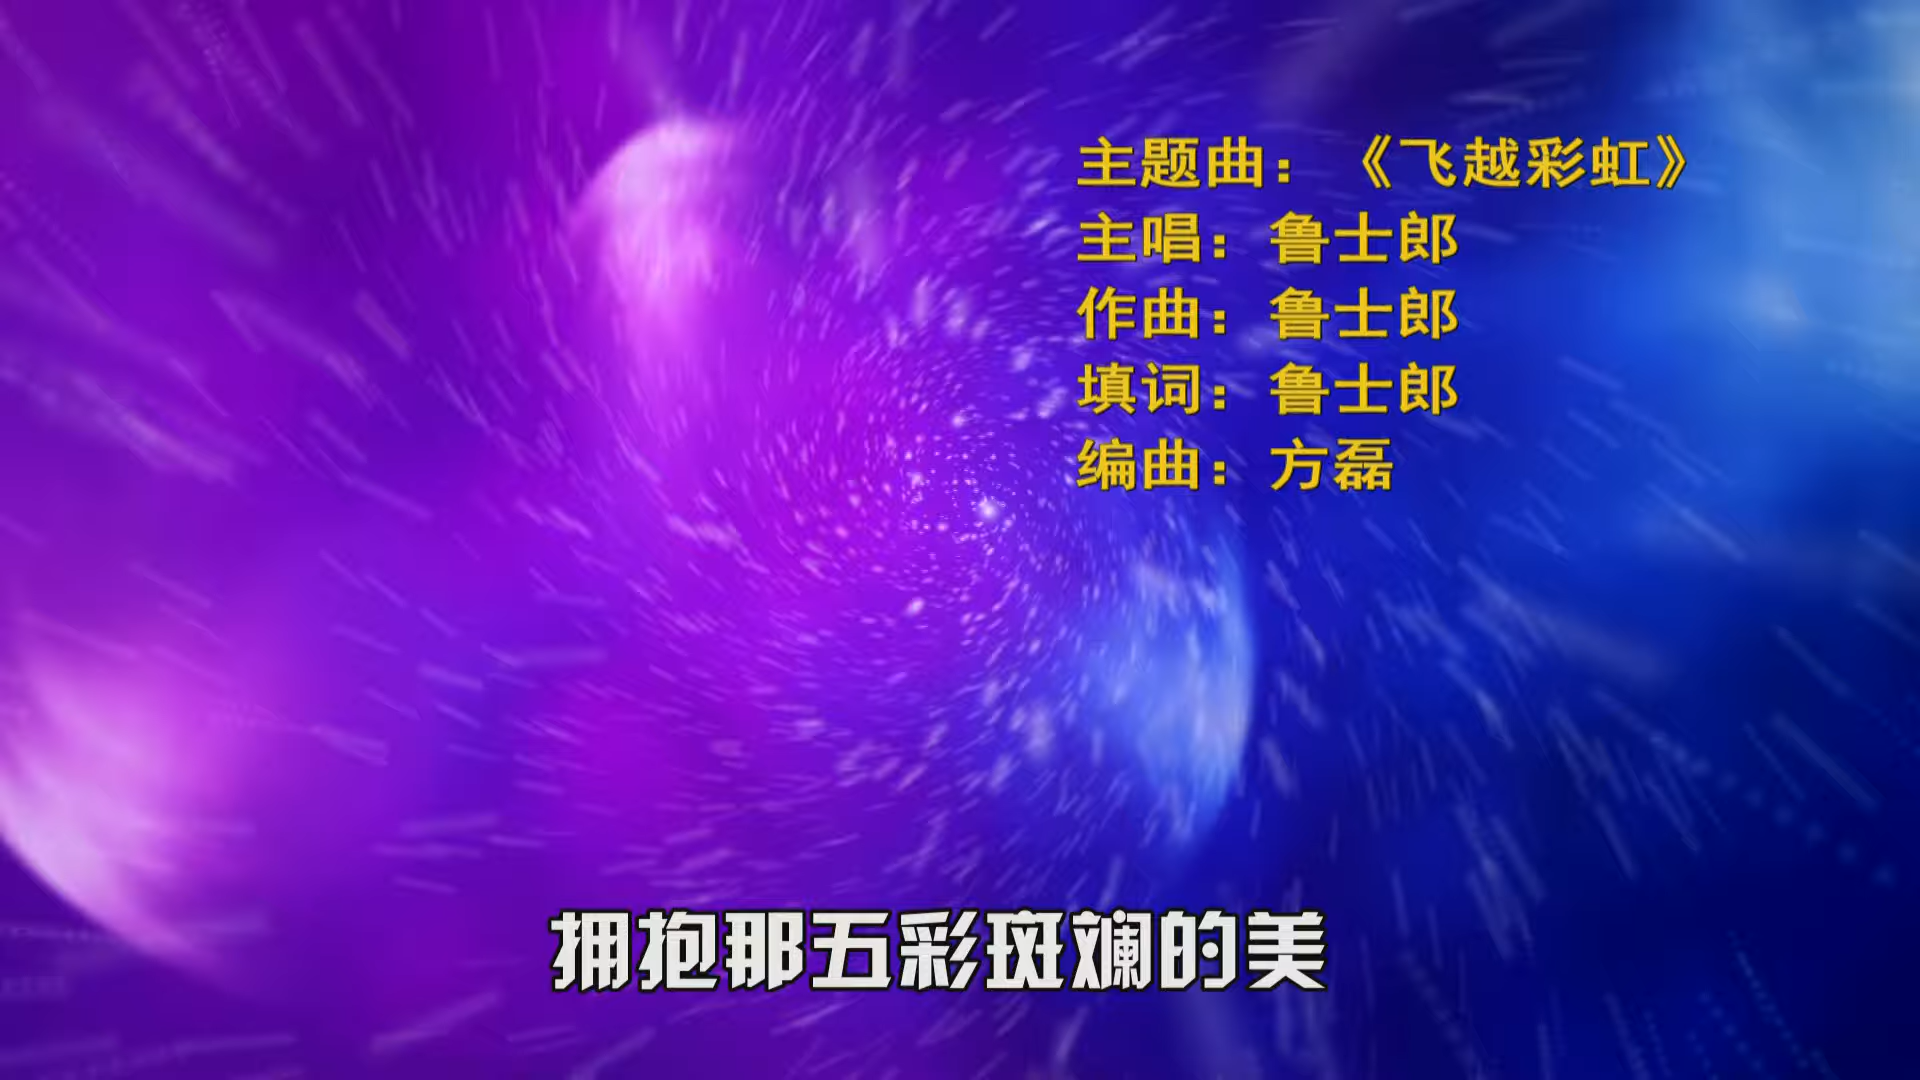 主题曲：《飞越彩虹》
主唱：鲁士郎
作曲：鲁士郎
填词：鲁士郎
编曲：方磊
拥抱那五彩斑斓的美